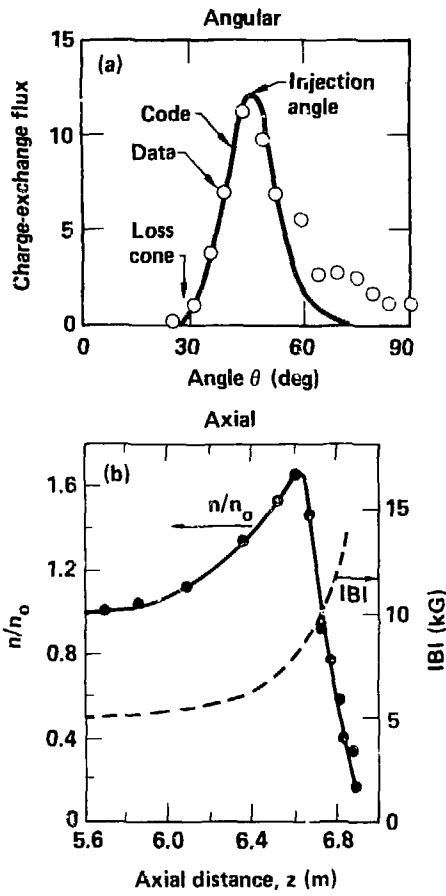 Angular
15
(a)
Injection
angle
Code
10
Data
Charge-exchange flux
5
Loss
cone
0
0
30
60
90
Angle θ (deg)
Axial
(b)
1.6
n/n₀
15
1.2
|B|
n/n₀
10
|B| (kG)
0.8
5
0.4
0
0
5.6
6.0
6.4
6.8
Axial distance, z (m)